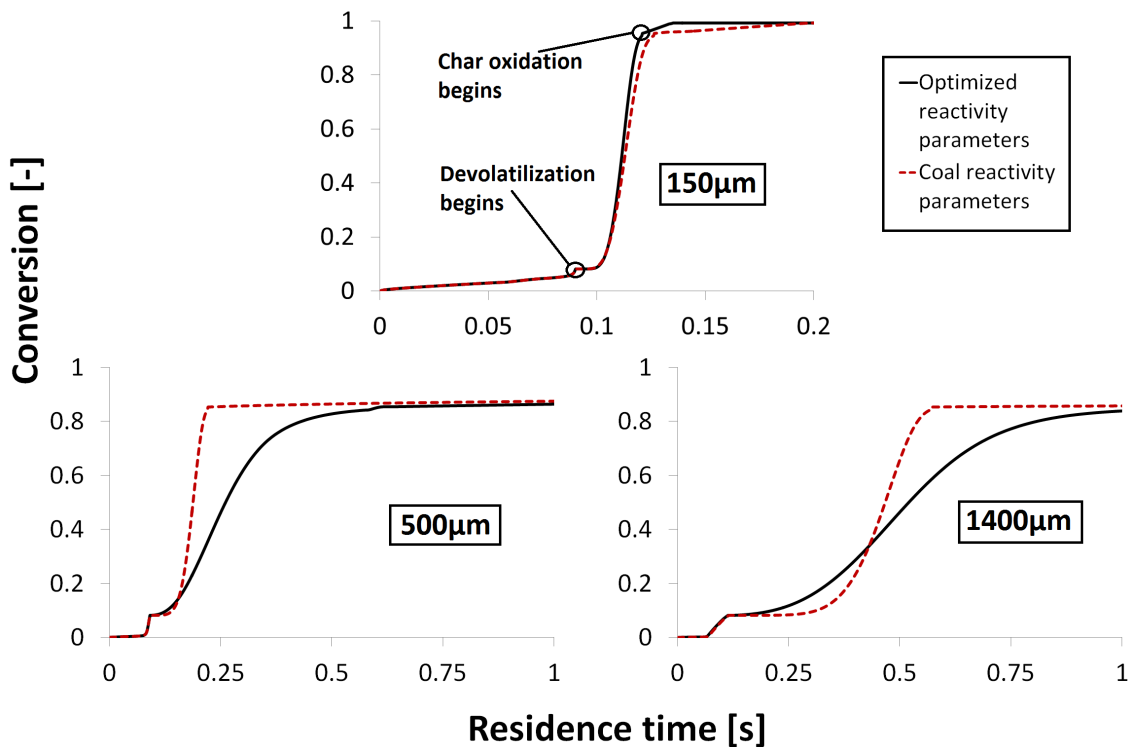 1
0.8
0.6
0.4
0.2
0
0
0.05
0.1
0.15
0.2
Char oxidation
begins
Devolatilization
begins
150µm
Optimized
reactivity
parameters
Coal reactivity
parameters
Conversion [-]
1
0.8
0.6
0.4
0.2
0
0
0.25
0.5
0.75
1
500µm
1
0.8
0.6
0.4
0.2
0
0
0.25
0.5
0.75
1
1400µm
Residence time [s]